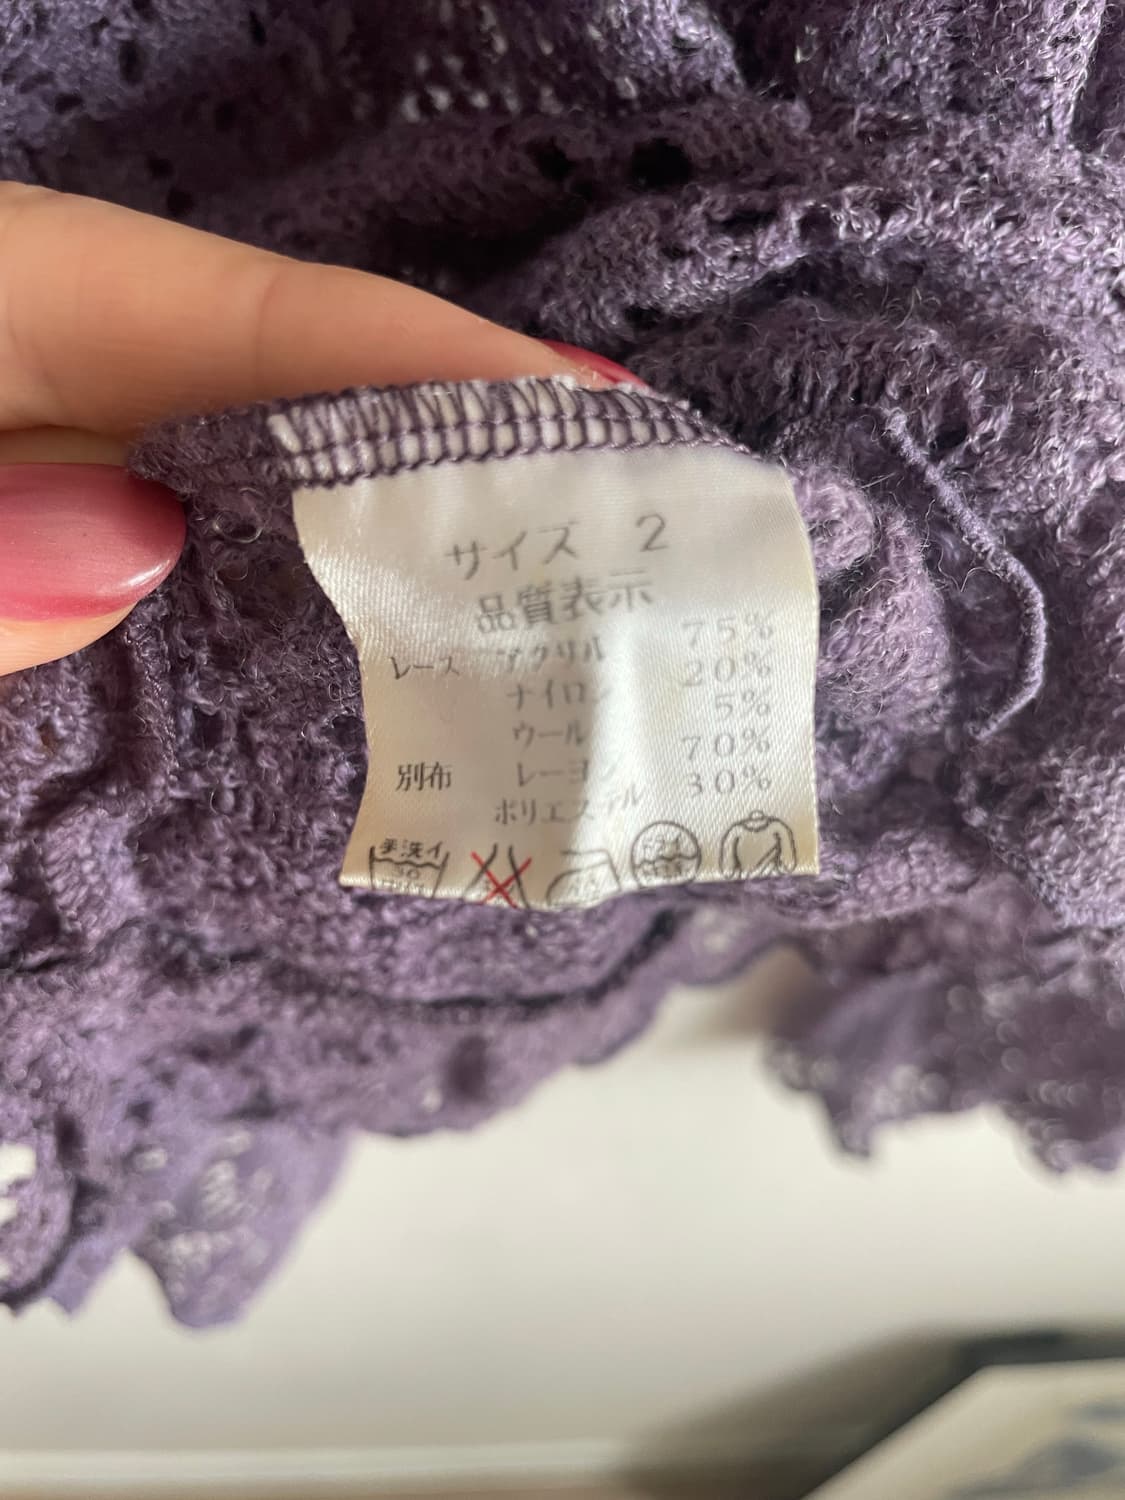 サイズ 2
品質表示
レース アクリル 75%
ナイロン 20%
ウール 5%
別布 レーヨン 70%
ポリエステル 30%
手洗イ
30